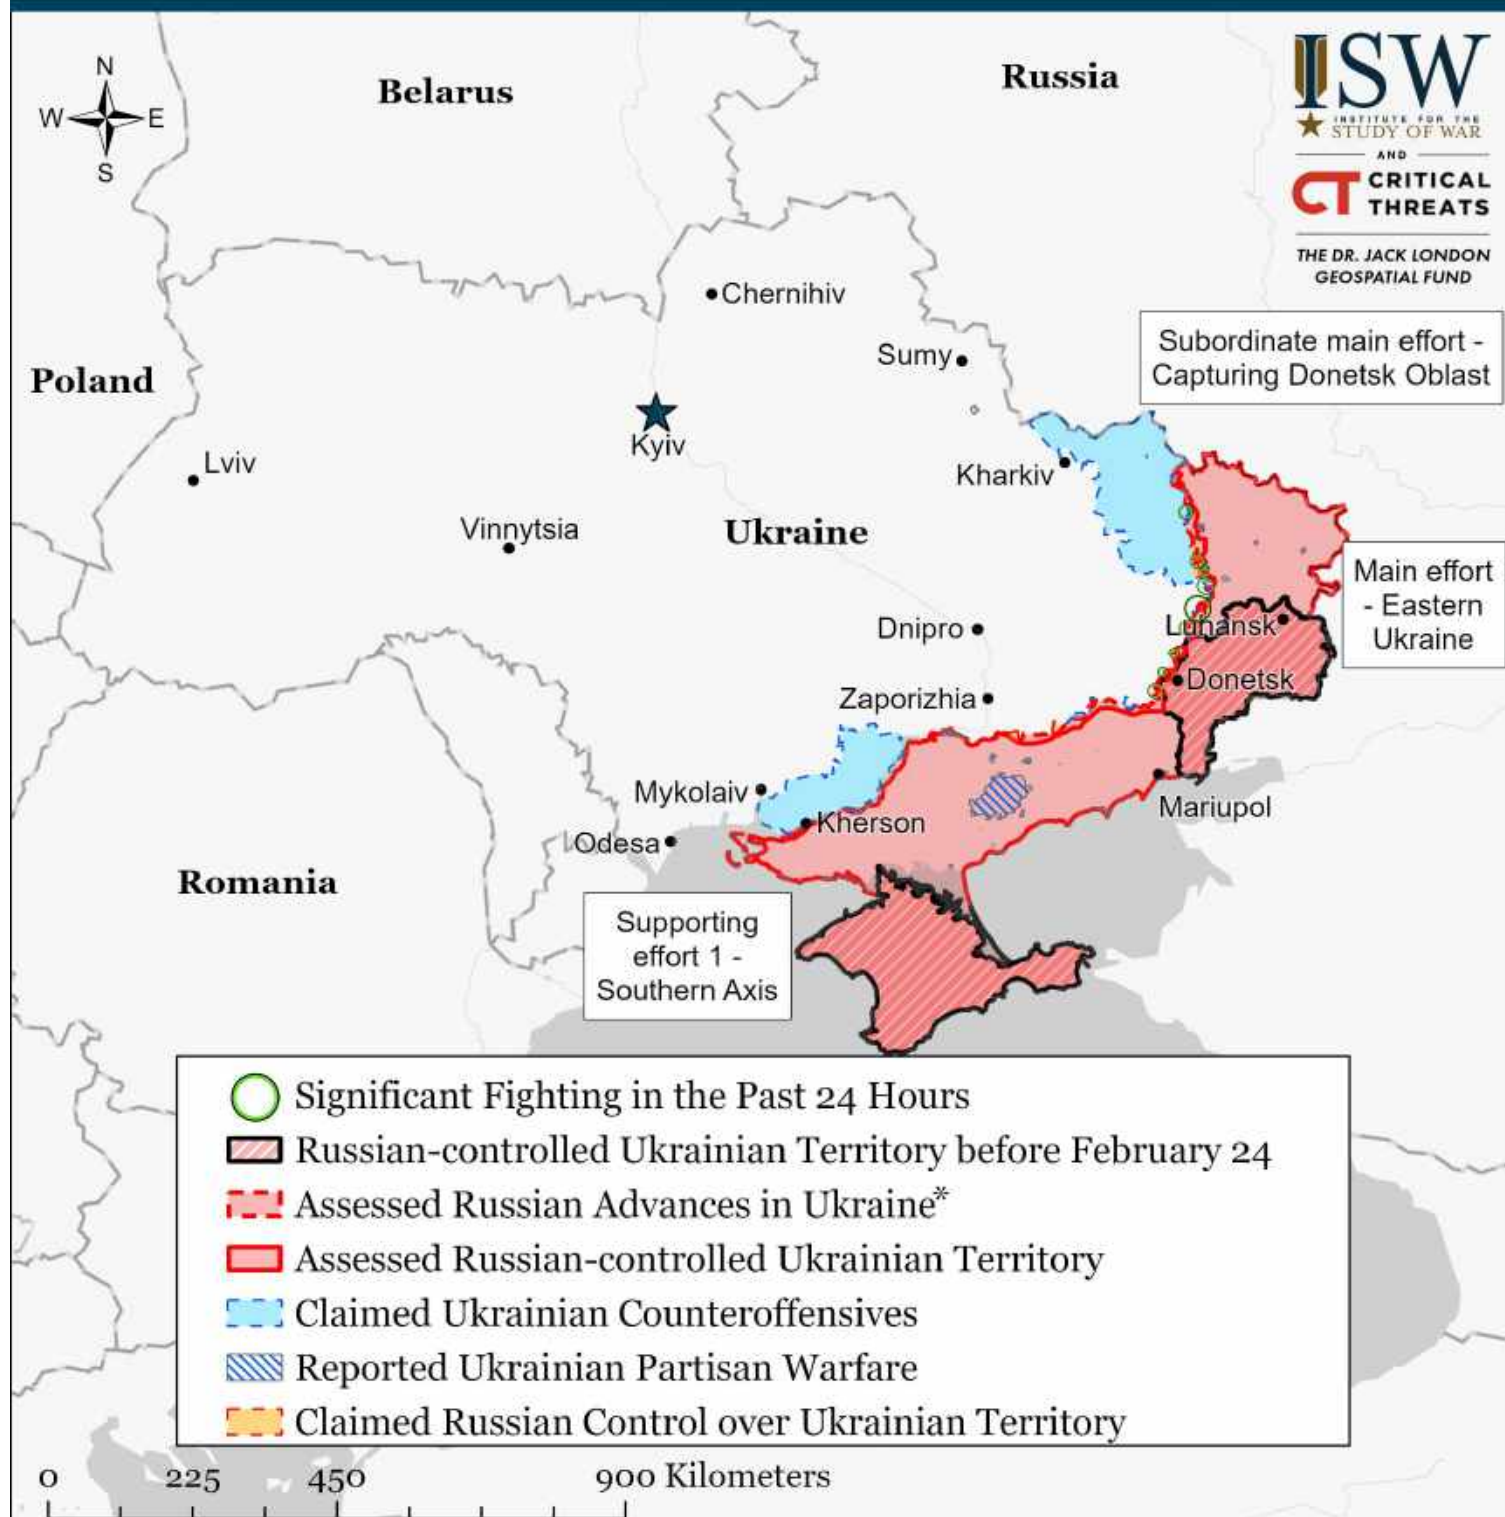 N
W E
S
Belarus
Russia
ISW
INSTITUTE FOR THE
STUDY OF WAR
AND
CT CRITICAL
THREATS
THE DR. JACK LONDON
GEOSPATIAL FUND
Chernihiv
Subordinate main effort -
Capturing Donetsk Oblast
Sumy
Poland
Kyiv
Lviv
Kharkiv
Vinnytsia
Ukraine
Main effort
- Eastern
Ukraine
Dnipro
Luhansk
Donetsk
Zaporizhia
Mykolaiv
Mariupol
Kherson
Odesa
Romania
Supporting
effort 1 -
Southern Axis
Significant Fighting in the Past 24 Hours
Russian-controlled Ukrainian Territory before February 24
Assessed Russian Advances in Ukraine*
Assessed Russian-controlled Ukrainian Territory
Claimed Ukrainian Counteroffensives
Reported Ukrainian Partisan Warfare
Claimed Russian Control over Ukrainian Territory
0 225 450 900 Kilometers